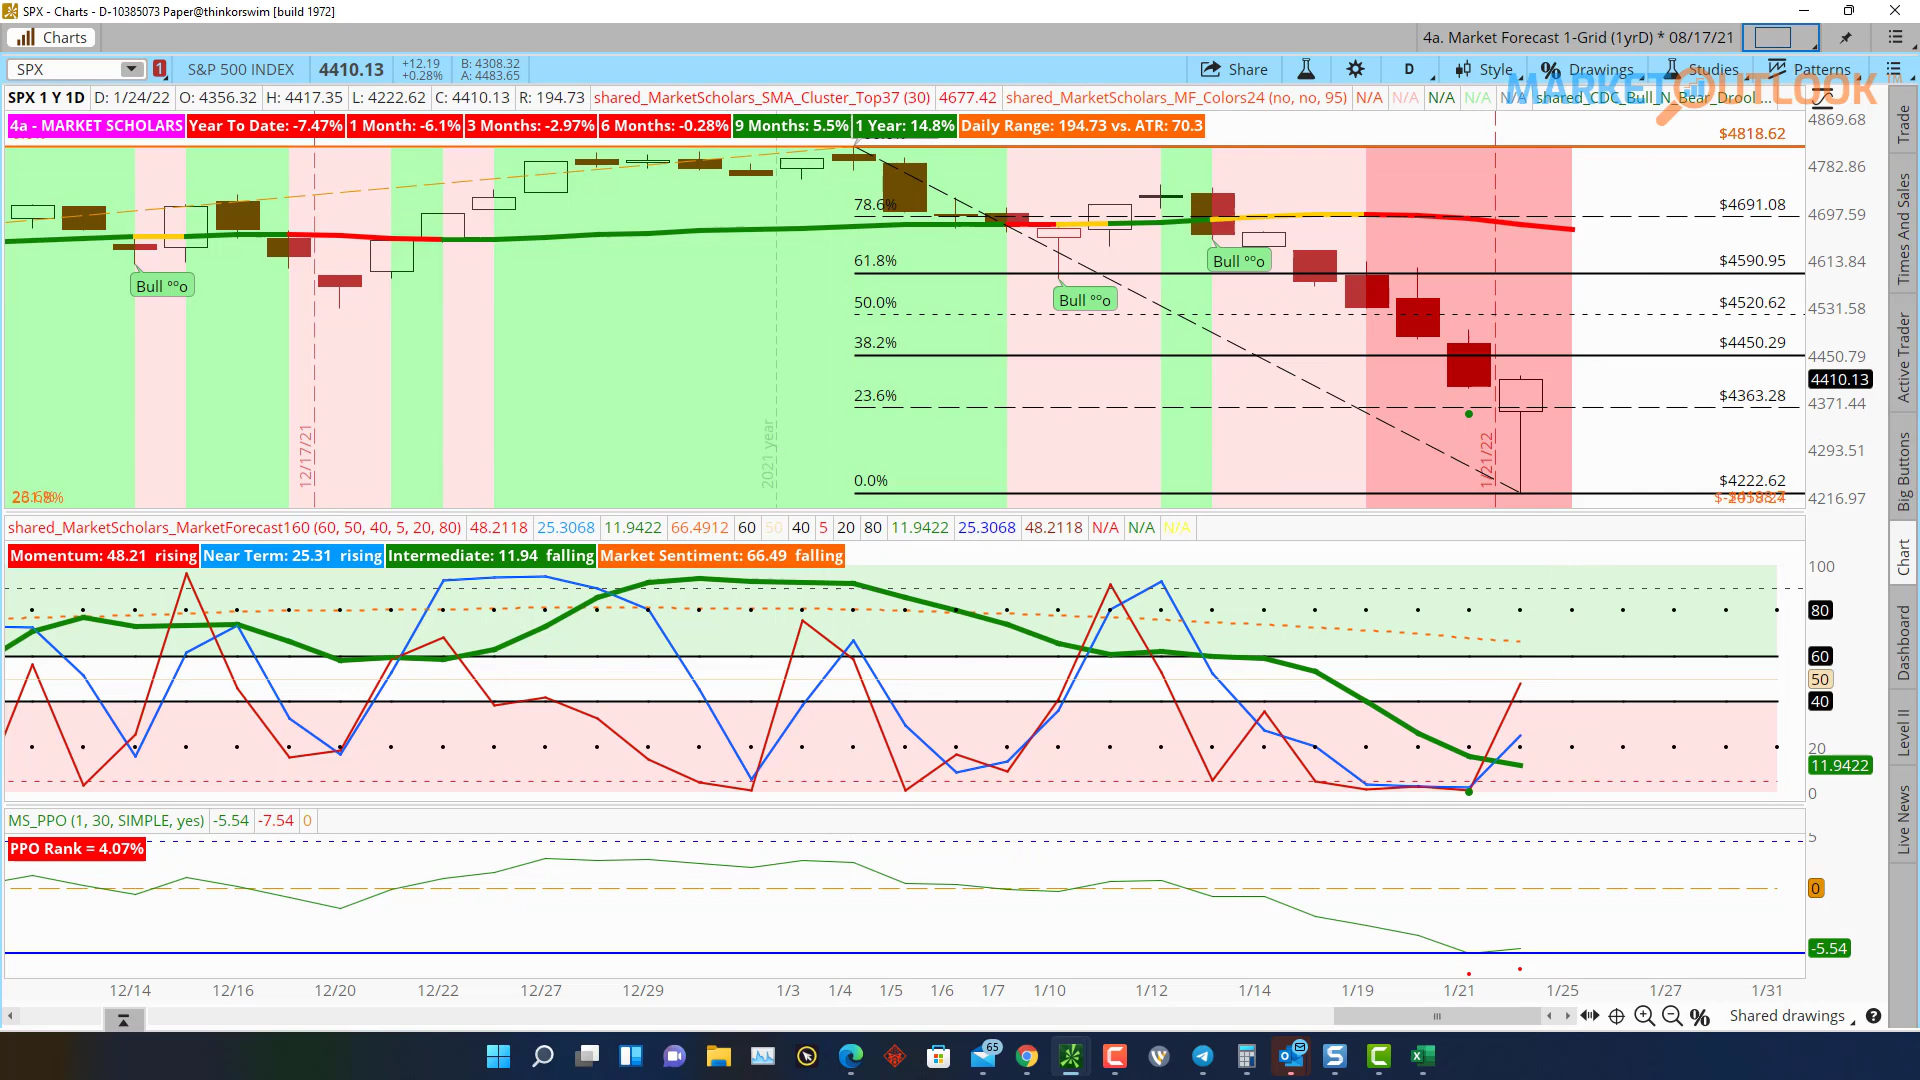 SPX - Charts - D-10385073 Paper@thinkorswim [build 1972]
Charts
4a. Market Forecast 1-Grid (1yrD) * 08/17/21
SPX
1
S&P 500 INDEX
4410.13
+12.19
+0.28%
B: 4308.32
A: 4483.65
Share
D
Style
Drawings
Studies
Patterns
MARKET OUTLOOK
SPX 1 Y 1D
D: 1/24/22
O: 4356.32
H: 4417.35
L: 4222.62
C: 4410.13
R: 194.73
shared_MarketScholars_SMA_Cluster_Top37 (30)
4677.42
shared_MarketScholars_MF_Colors24 (no, no, 95)
N/A
N/A
N/A
N/A
N/A
shared_CDC_Bull_N_Bear_Drool...
4a - MARKET SCHOLARS
Year To Date: -7.47%
1 Month: -6.1%
3 Months: -2.97%
6 Months: -0.28%
9 Months: 5.5%
1 Year: 14.8%
Daily Range: 194.73 vs. ATR: 70.3
$4818.62
78.6%
$4691.08
61.8%
$4590.95
50.0%
$4520.62
38.2%
$4450.29
23.6%
$4363.28
0.0%
$4222.62
Bull °°o
Bull °°o
Bull °°o
12/17/21
2021 year
1/21/22
4869.68
4782.86
4697.59
4613.84
4531.58
4450.79
4410.13
4371.44
4293.51
4216.97
shared_MarketScholars_MarketForecast160 (60, 50, 40, 5, 20, 80)
48.2118
25.3068
11.9422
66.4912
60
50
40
5
20
80
11.9422
25.3068
48.2118
N/A
N/A
N/A
Momentum: 48.21 rising
Near Term: 25.31 rising
Intermediate: 11.94 falling
Market Sentiment: 66.49 falling
100
80
60
50
40
20
11.9422
0
MS_PPO (1, 30, SIMPLE, yes)
-5.54
-7.54
0
PPO Rank = 4.07%
5
0
-5.54
12/14
12/16
12/20
12/22
12/27
12/29
1/3
1/4
1/5
1/6
1/7
1/10
1/12
1/14
1/19
1/21
1/25
1/27
1/31
Shared drawings
Trade
Times And Sales
Active Trader
Big Buttons
Chart
Dashboard
Level II
Live News
65